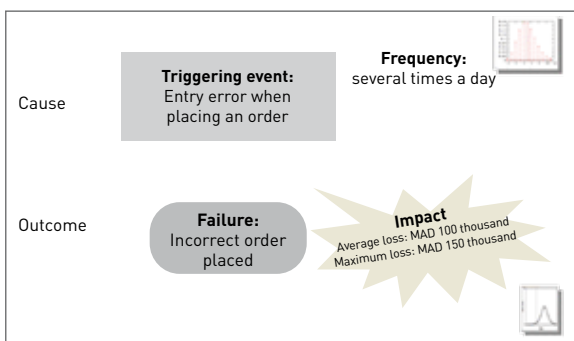 Cause
Triggering event:
Entry error when
placing an order
Frequency:
several times a day
Outcome
Failure:
Incorrect order
placed
Impact
Average loss: MAD 100 thousand
Maximum loss: MAD 150 thousand